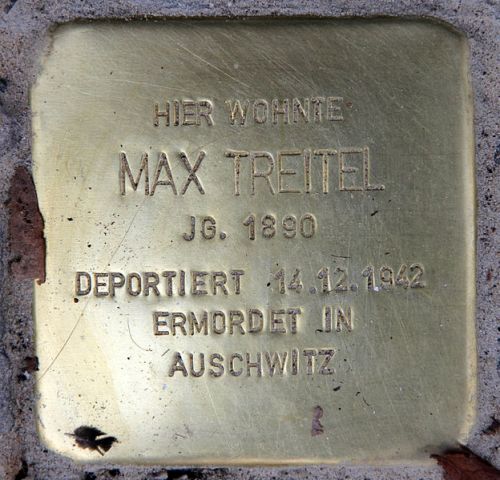 HIER WOHNTE
MAX TREITEL
JG. 1890
DEPORTIERT 14.12.1942
ERMORDET IN
AUSCHWITZ